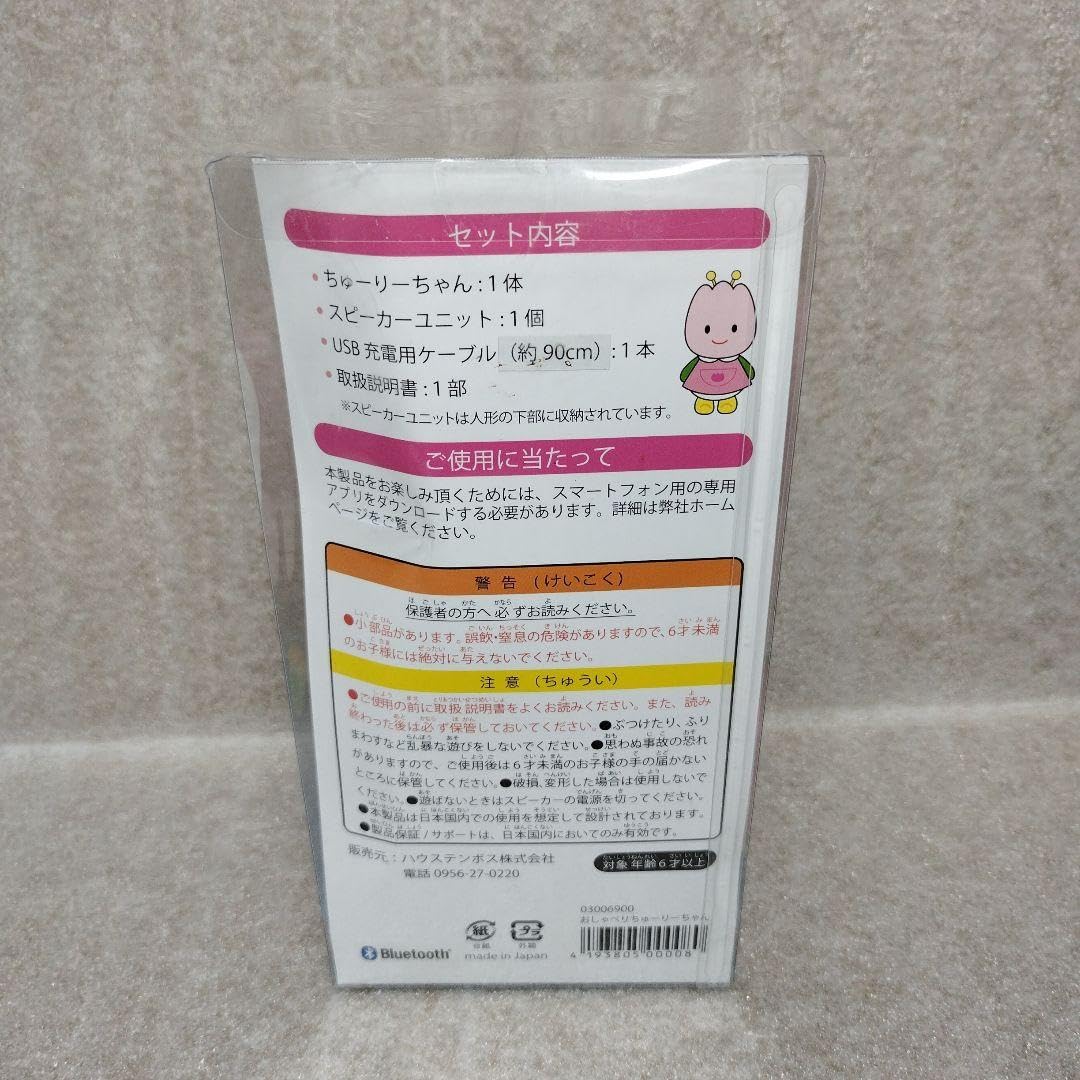 セット内容
•ちゅーりーちゃん:1体
•スピーカーユニット:1個
•USB充電用ケーブル（約90cm）:1本
•取扱説明書:1部
※スピーカーユニットは人形の下部に収納されています。
ご使用に当たって
本製品をお楽しみ頂くためには、スマートフォン用の専用
アプリをダウンロードする必要があります。詳細は弊社ホーム
ページをご覧ください。
警告(けいこく)
保護者の方へ必ずお読みください。
●小部品があります。誤飲・窒息の危険がありますので、6才未満
のお子様には絶対に与えないでください。
注意(ちゅうい)
●ご使用の前に取扱説明書をよくお読みください。また、読み
終わった後は必ず保管しておいてください。●ぶつけたり、ふり
まわすなど乱暴な遊びをしないでください。●思わぬ事故の恐れ
がありますので、ご使用後は6才未満のお子様の手の届かない
ところに保管してください。●破損、変形した場合は使用しないで
ください。●遊ばないときはスピーカーの電源を切ってください。
●本製品は日本国内での使用を想定して設計されております。
●製品保証/サポートは、日本国内においてのみ有効です。
販売元:ハウステンボス株式会社
電話 0956-27-0220
対象年齢6才以上
03006900
おしゃべりちゅーりーちゃん
4 193805 00008
紙
台紙
プラ
外装
Bluetooth
made in Japan